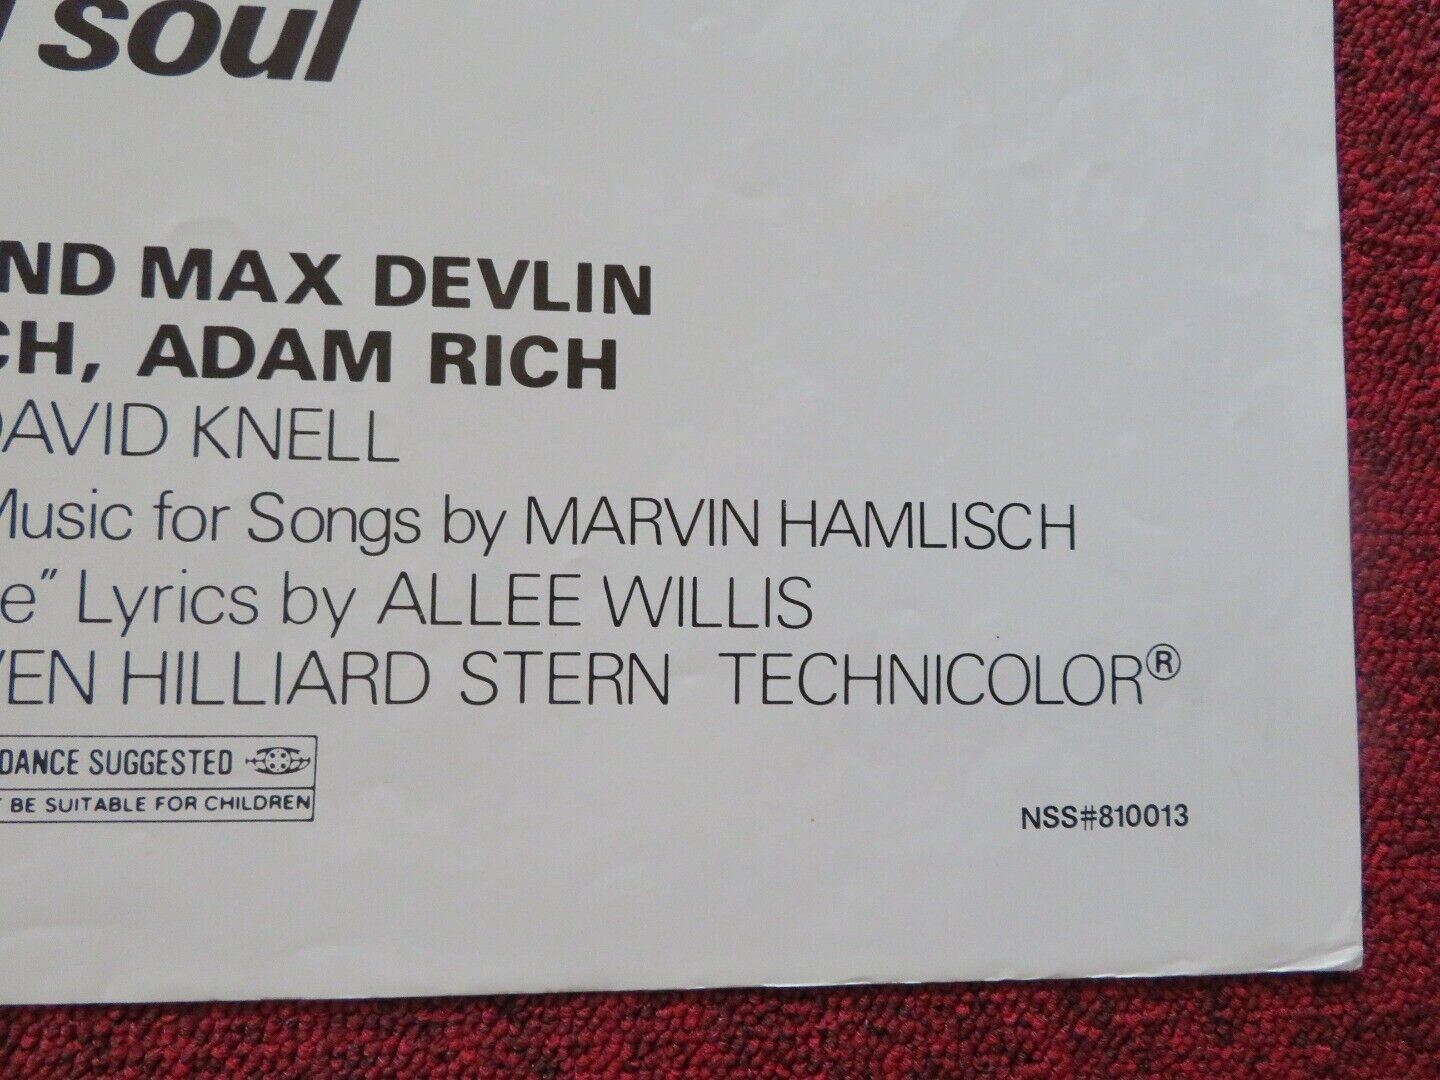 soul
ND MAX DEVLIN
CH, ADAM RICH
DAVID KNELL
Music for Songs by MARVIN HAMLISCH
e" Lyrics by ALLEE WILLIS
VEN HILLIARD STERN TECHNICOLOR®
DANCE SUGGESTED
T BE SUITABLE FOR CHILDREN
NSS#810013